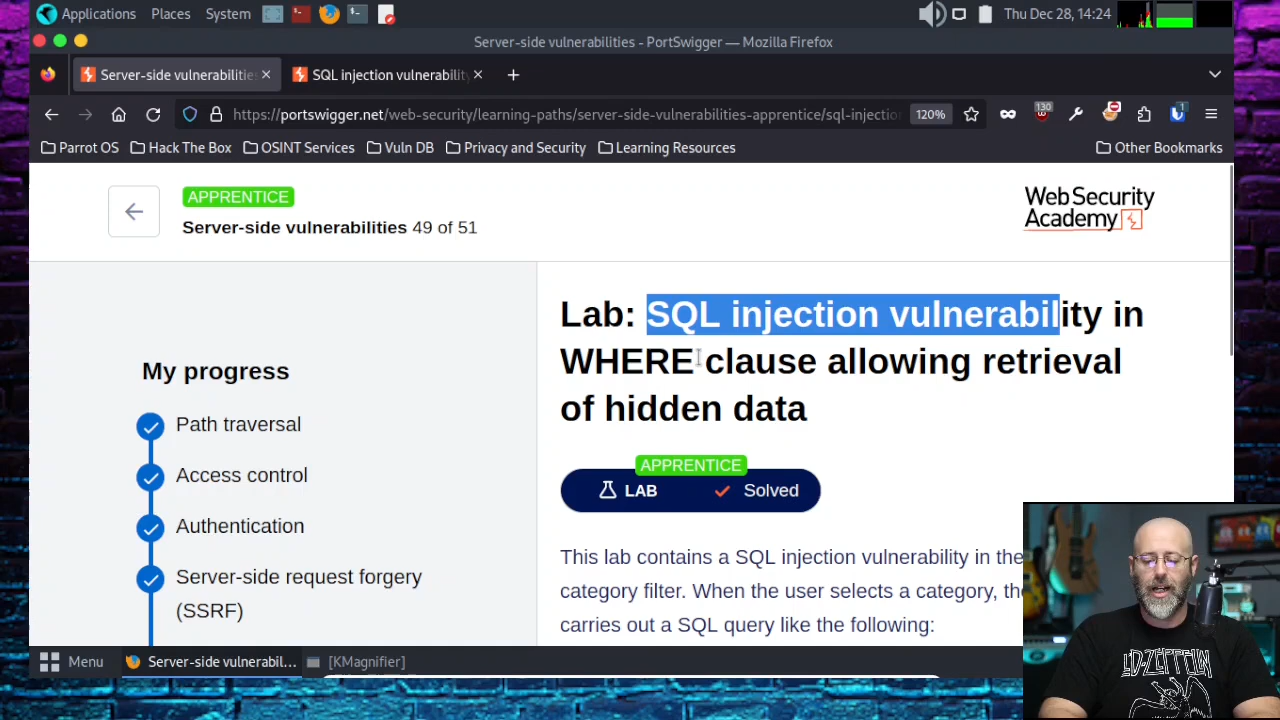 Applications Places System Thu Dec 28, 14:24
Server-side vulnerabilities - PortSwigger — Mozilla Firefox
Server-side vulnerabilitie × SQL injection vulnerability × +
https://portswigger.net/web-security/learning-paths/server-side-vulnerabilities-apprentice/sql-injectio 120% 130 1
Parrot OS Hack The Box OSINT Services Vuln DB Privacy and Security Learning Resources Other Bookmarks
APPRENTICE
Server-side vulnerabilities 49 of 51
Web Security
Academy
Lab: SQL injection vulnerability in
WHERE clause allowing retrieval
of hidden data
My progress
Path traversal
Access control
Authentication
Server-side request forgery
(SSRF)
APPRENTICE
LAB Solved
This lab contains a SQL injection vulnerability in the
category filter. When the user selects a category, the
carries out a SQL query like the following:
Menu Server-side vulnerabil... [KMagnifier]
LED ZEPPELIN